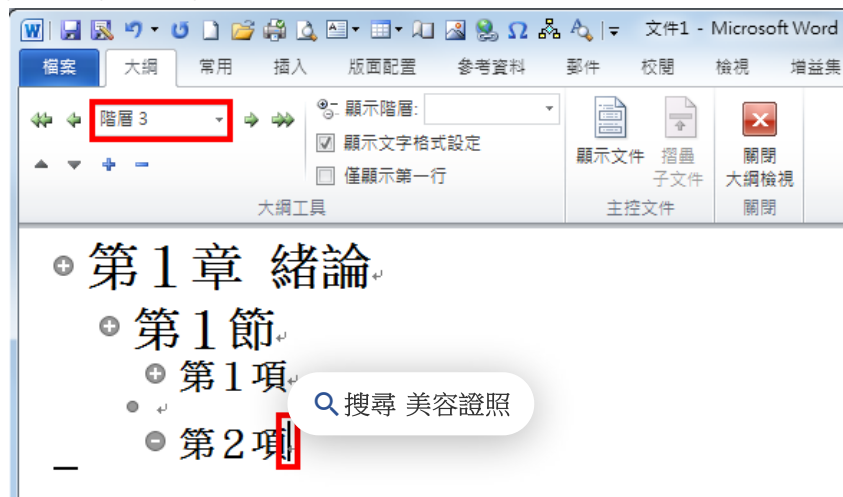 文件1 - Microsoft Word
檔案 大綱 常用 插入 版面配置 參考資料 郵件 校閱 檢視 增益集
階層 3
顯示階層:
顯示文字格式設定
僅顯示第一行
大綱工具
顯示文件
摺疊
子文件
主控文件
關閉
大綱檢視
關閉
第1章 緒論
第1節
第1項
搜尋 美容證照
第2項